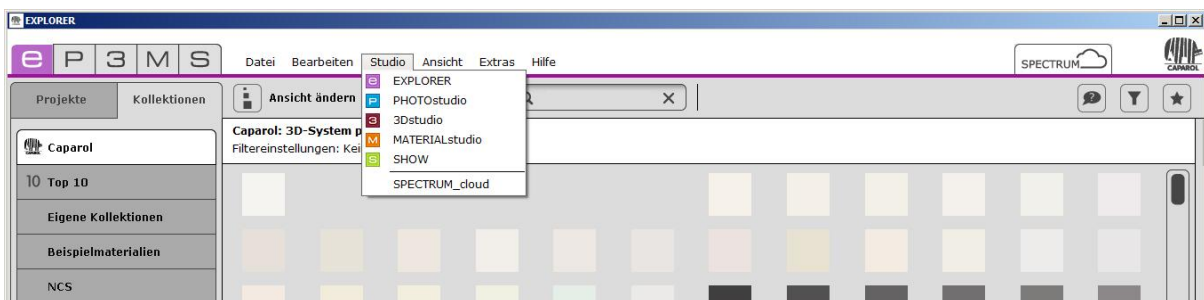 EXPLORER
e P 3 M S
Datei Bearbeiten Studio Ansicht Extras Hilfe
SPECTRUM
CAPAROL
EXPLORER
PHOTOstudio
3Dstudio
MATERIALstudio
SHOW
SPECTRUM_cloud
Projekte Kollektionen
Ansicht ändern
Caparol: 3D-System p
Filtereinstellungen: Kei
Caparol
10 Top 10
Eigene Kollektionen
Beispielmaterialien
NCS